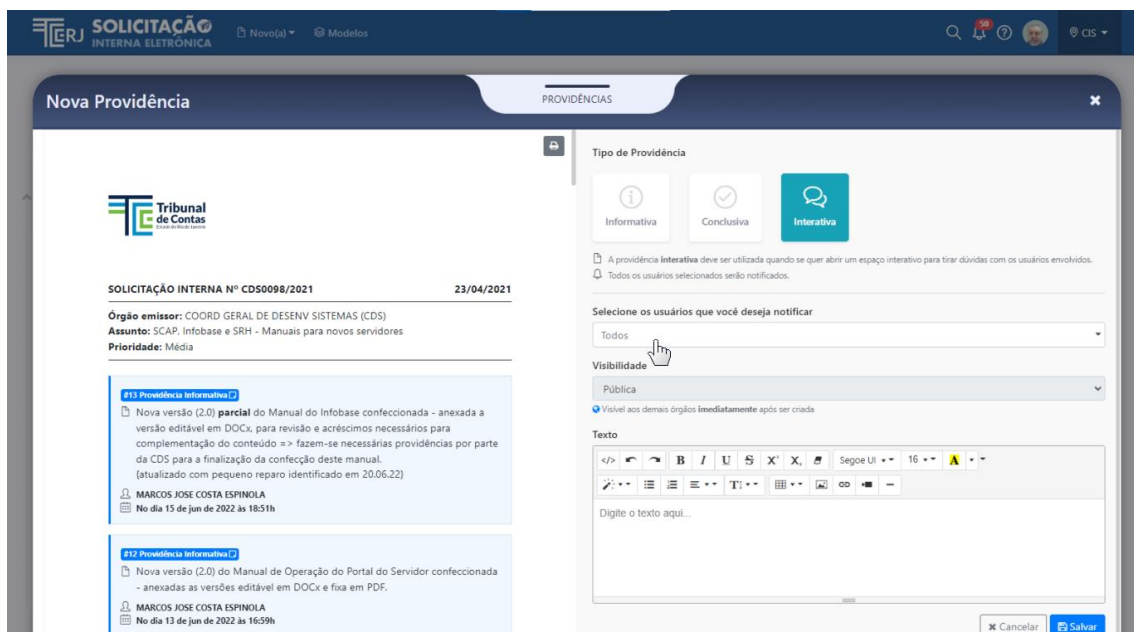 TCERJ SOLICITAÇÃO
INTERNA ELETRÔNICA
Novo(a)
Modelos
50
CIS
Nova Providência
PROVIDÊNCIAS
Tribunal
de Contas
Estado do Rio de Janeiro
SOLICITAÇÃO INTERNA Nº CDS0098/2021 23/04/2021
Órgão emissor: COORD GERAL DE DESENV SISTEMAS (CDS)
Assunto: SCAP. Infobase e SRH - Manuais para novos servidores
Prioridade: Média
#13 Providência Informativa
Nova versão (2.0) parcial do Manual do Infobase confeccionada - anexada a
versão editável em DOCx, para revisão e acréscimos necessários para
complementação do conteúdo => fazem-se necessárias providências por parte
da CDS para a finalização da confecção deste manual.
(atualizado com pequeno reparo identificado em 20.06.22)
MARCOS JOSE COSTA ESPINOLA
No dia 15 de jun de 2022 às 18:51h
#12 Providência Informativa
Nova versão (2.0) do Manual de Operação do Portal do Servidor confeccionada
- anexadas as versões editável em DOCx e fixa em PDF.
MARCOS JOSE COSTA ESPINOLA
No dia 13 de jun de 2022 às 16:59h
Tipo de Providência
Informativa
Conclusiva
Interativa
A providência interativa deve ser utilizada quando se quer abrir um espaço interativo para tirar dúvidas com os usuários envolvidos.
Todos os usuários selecionados serão notificados.
Selecione os usuários que você deseja notificar
Todos
Visibilidade
Pública
Visível aos demais órgãos imediatamente após ser criada
Texto
</> B I U S X² X₂ Segoe UI 16 A
TI
Digite o texto aqui...
Cancelar
Salvar